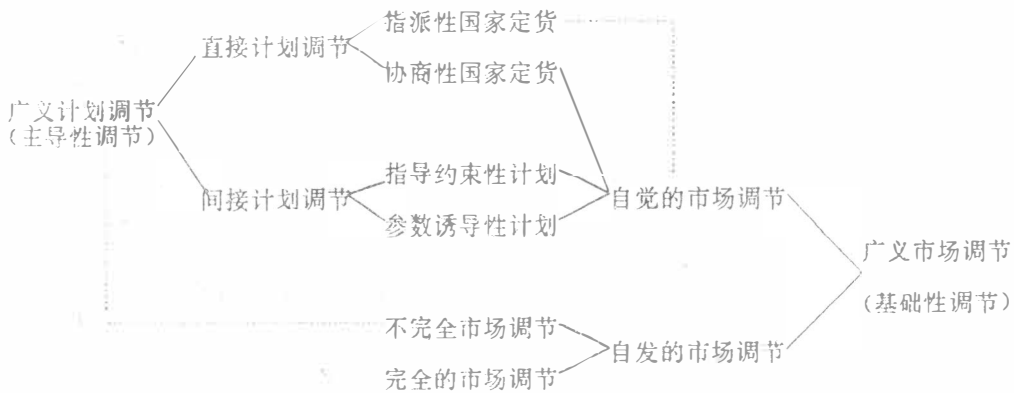 指派性国家定货
直接计划调节
协商性国家定货
广义计划调节
(主导性调节)
指导约束性计划
间接计划调节
自觉的市场调节
参数诱导性计划
广义市场调节
(基础性调节)
不完全市场调节
自发的市场调节
完全的市场调节